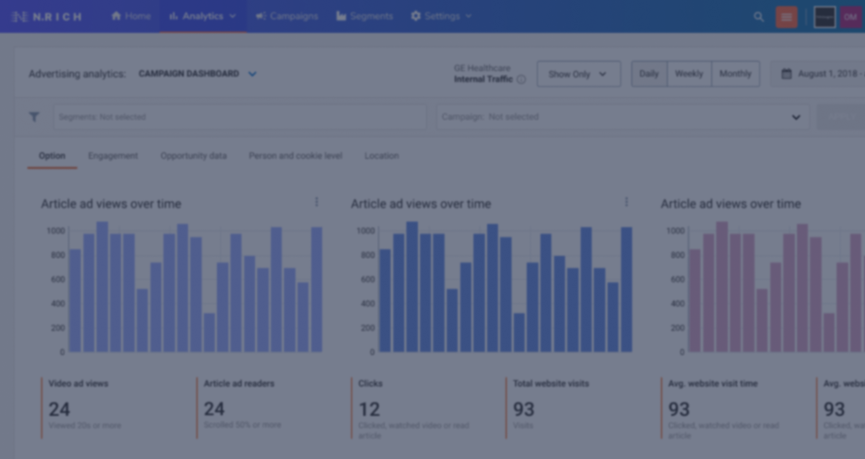 N.RICH Home Analytics Campaigns Segments Settings OM
Advertising analytics: CAMPAIGN DASHBOARD GE Healthcare Show Only Daily Weekly Monthly August 1, 2018 -
Internal Traffic
Segments: Not selected Campaign: Not selected
Option Engagement Opportunity data Person and cookie level Location
Article ad views over time Article ad views over time Article ad views over time
1000 1000 1000
800 800 800
600 600 600
400 400 400
200 200 200
0 0 0
Video ad views Article ad readers Clicks Total website visits Avg. website visit time Avg. webs
24 24 12 93 93 93
Viewed 20s or more Scrolled 50% or more Clicked, watched video or read Visits Clicked, watched video or read Clicked, wat
article article article